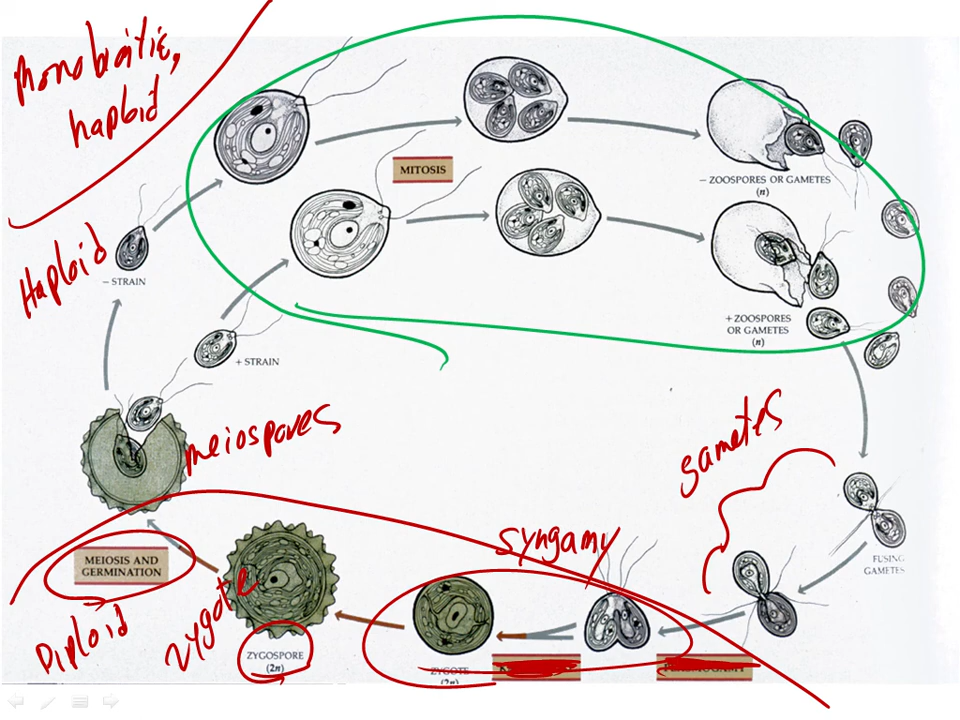 monobiontic,
haploid
MITOSIS
– ZOOSPORES OR GAMETES
(n)
Haploid
– STRAIN
+ ZOOSPORES
OR GAMETES
(n)
+ STRAIN
meiospores
gametes
syngamy
FUSING
GAMETES
MEIOSIS AND
GERMINATION
Diploid
zygote
ZYGOSPORE
(2n)
ZYGOTE
(2n)